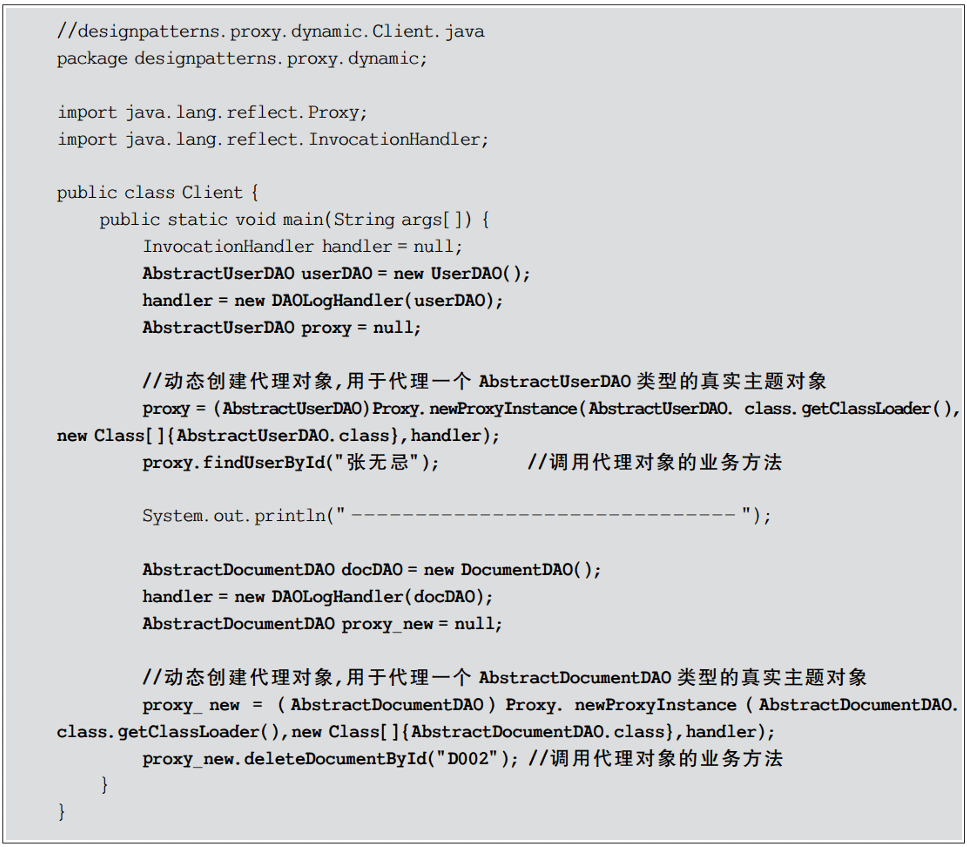 //designpatterns.proxy.dynamic.Client.java
package designpatterns.proxy.dynamic;
import java.lang.reflect.Proxy;
import java.lang.reflect.InvocationHandler;
public class Client {
public static void main(String args[]) {
InvocationHandler handler = null;
AbstractUserDAO userDAO = new UserDAO();
handler = new DAOLogHandler(userDAO);
AbstractUserDAO proxy = null;
//动态创建代理对象,用于代理一个 AbstractUserDAO 类型的真实主题对象
proxy = (AbstractUserDAO)Proxy.newProxyInstance(AbstractUserDAO. class.getClassLoader(),
new Class[]{AbstractUserDAO.class},handler);
proxy.findUserById("张无忌"); //调用代理对象的业务方法
System.out.println("------------------------------");
AbstractDocumentDAO docDAO = new DocumentDAO();
handler = new DAOLogHandler(docDAO);
AbstractDocumentDAO proxy_new = null;
//动态创建代理对象,用于代理一个 AbstractDocumentDAO 类型的真实主题对象
proxy_ new = ( AbstractDocumentDAO ) Proxy. newProxyInstance ( AbstractDocumentDAO.
class.getClassLoader(),new Class[]{AbstractDocumentDAO.class},handler);
proxy_new.deleteDocumentById("D002"); //调用代理对象的业务方法
}
}